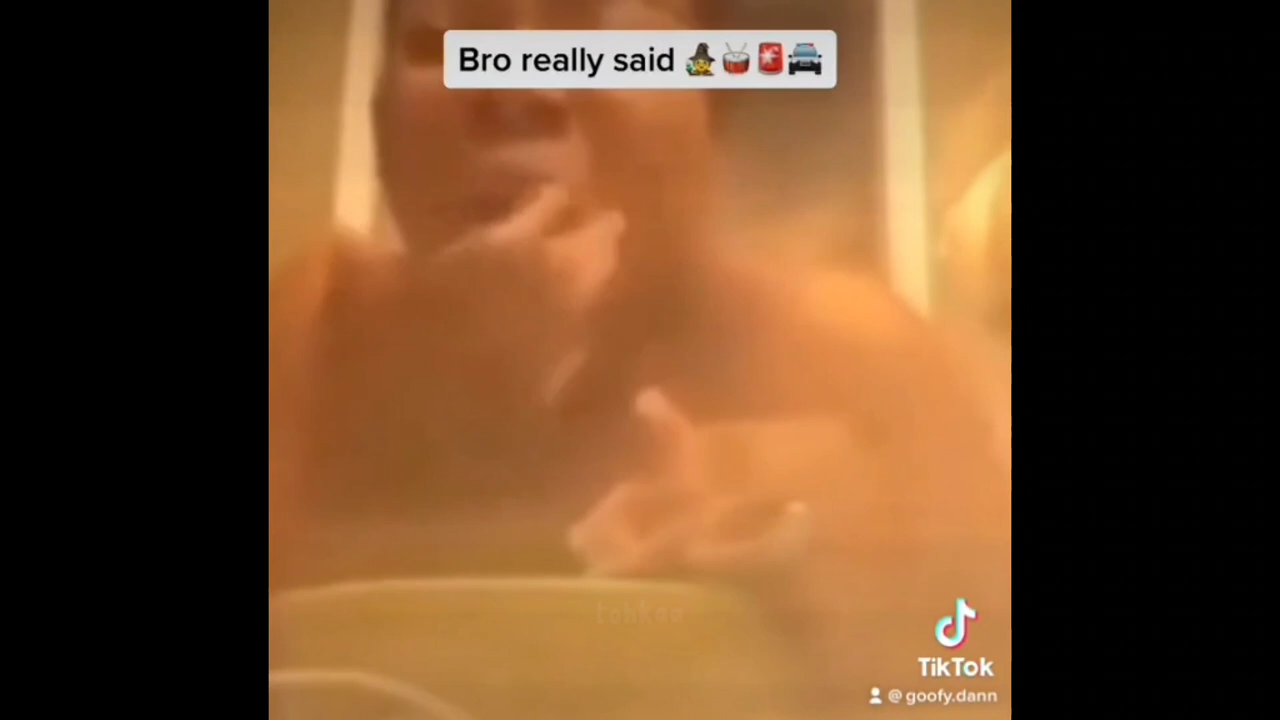 Bro really said 🧙‍♀️🥁🚨🚔
TikTok
@goofy.dann